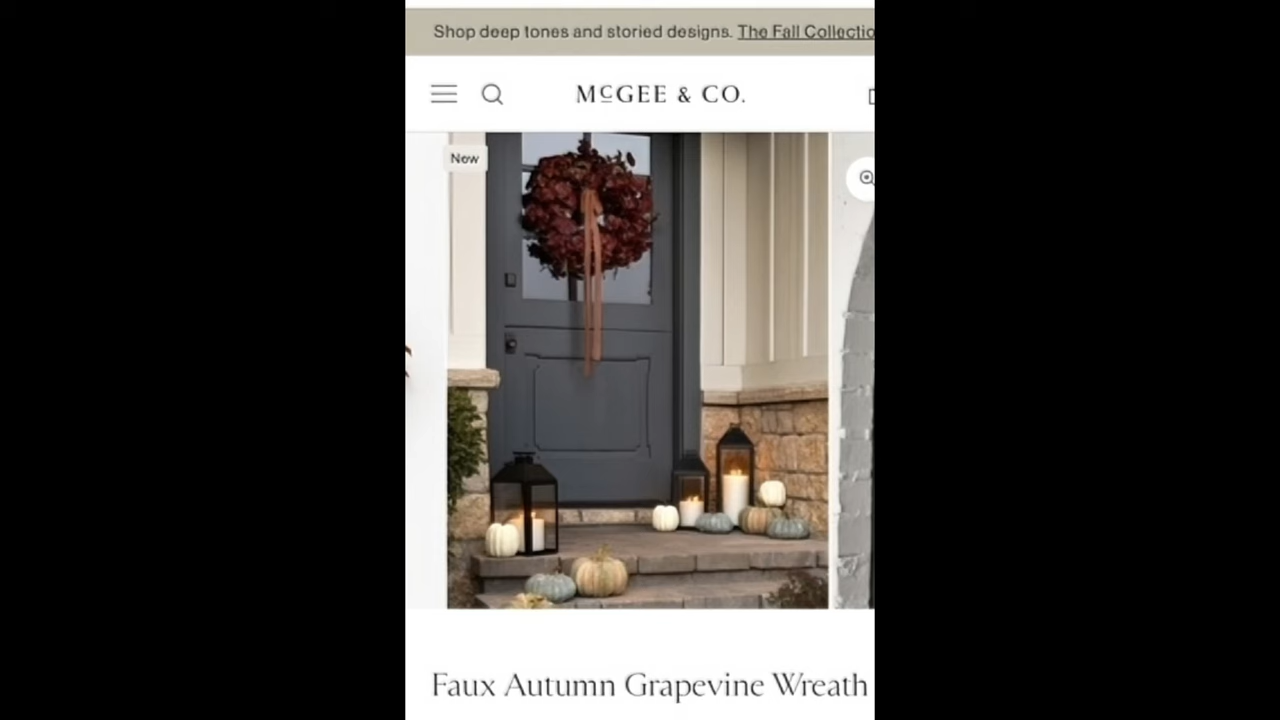 Shop deep tones and storied designs. The Fall Collectio
McGEE & CO.
New
Faux Autumn Grapevine Wreath